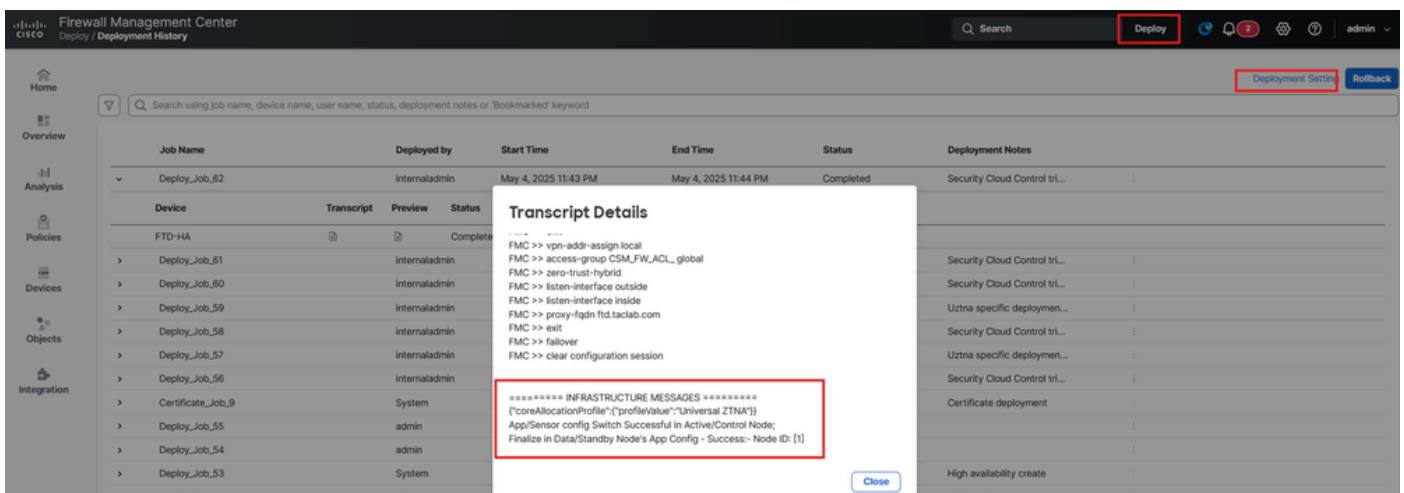 Firewall Management Center
CISCO
Deploy / Deployment History
Search
Deploy
2
admin
Home
Overview
Analysis
Policies
Devices
Objects
Integration
Deployment Setting
Rollback
Search using job name, device name, user name, status, deployment notes or 'Bookmarked' keyword
Job Name Deployed by Start Time End Time Status Deployment Notes
Deploy_Job_62 internaladmin May 4, 2025 11:43 PM May 4, 2025 11:44 PM Completed Security Cloud Control tri...
Device Transcript Preview Status
FTD-HA Complete
Deploy_Job_61 internaladmin Security Cloud Control tri...
Deploy_Job_60 internaladmin Security Cloud Control tri...
Deploy_Job_59 internaladmin Uztna specific deploymen...
Deploy_Job_58 internaladmin Security Cloud Control tri...
Deploy_Job_57 internaladmin Uztna specific deploymen...
Deploy_Job_56 internaladmin Security Cloud Control tri...
Certificate_Job_9 System Certificate deployment
Deploy_Job_55 admin
Deploy_Job_54 admin
Deploy_Job_53 System High availability create
Transcript Details
FMC >> vpn-addr-assign local
FMC >> access-group CSM_FW_ACL_ global
FMC >> zero-trust-hybrid
FMC >> listen-interface outside
FMC >> listen-interface inside
FMC >> proxy-fqdn ftd.taclab.com
FMC >> exit
FMC >> failover
FMC >> clear configuration session
========= INFRASTRUCTURE MESSAGES =========
{"coreAllocationProfile":{"profileValue":"Universal ZTNA"}}
App/Sensor config Switch Successful in Active/Control Node;
Finalize in Data/Standby Node's App Config - Success:- Node ID: [1]
Close